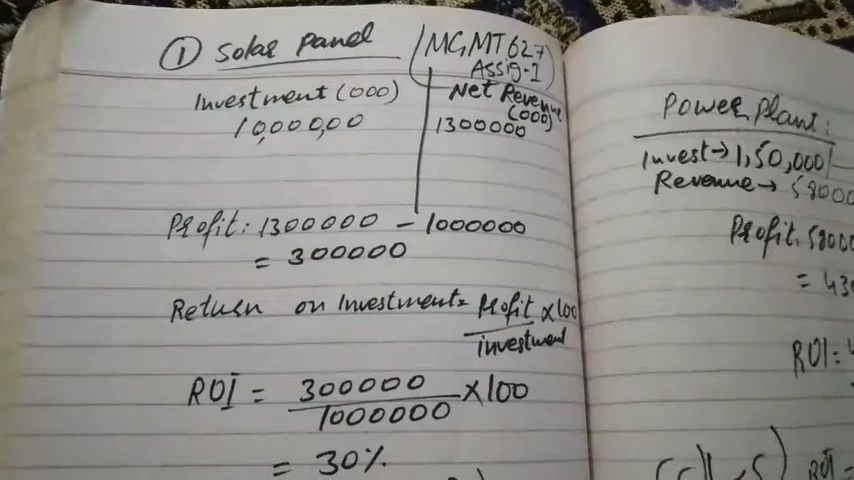 ① Solar Panel
MGMT627
Assig-1
Investment (000)
10,000,00
Net Revenue
(000)
1300000
Profit: 1300000 - 1000000
= 300000
Return on Investment = Profit x100
investment
ROI = 300000 x100
1000000
= 30%
Power Plant:
Invest → 1,50,000
Revenue →
Profit.
ROI =
ROI =